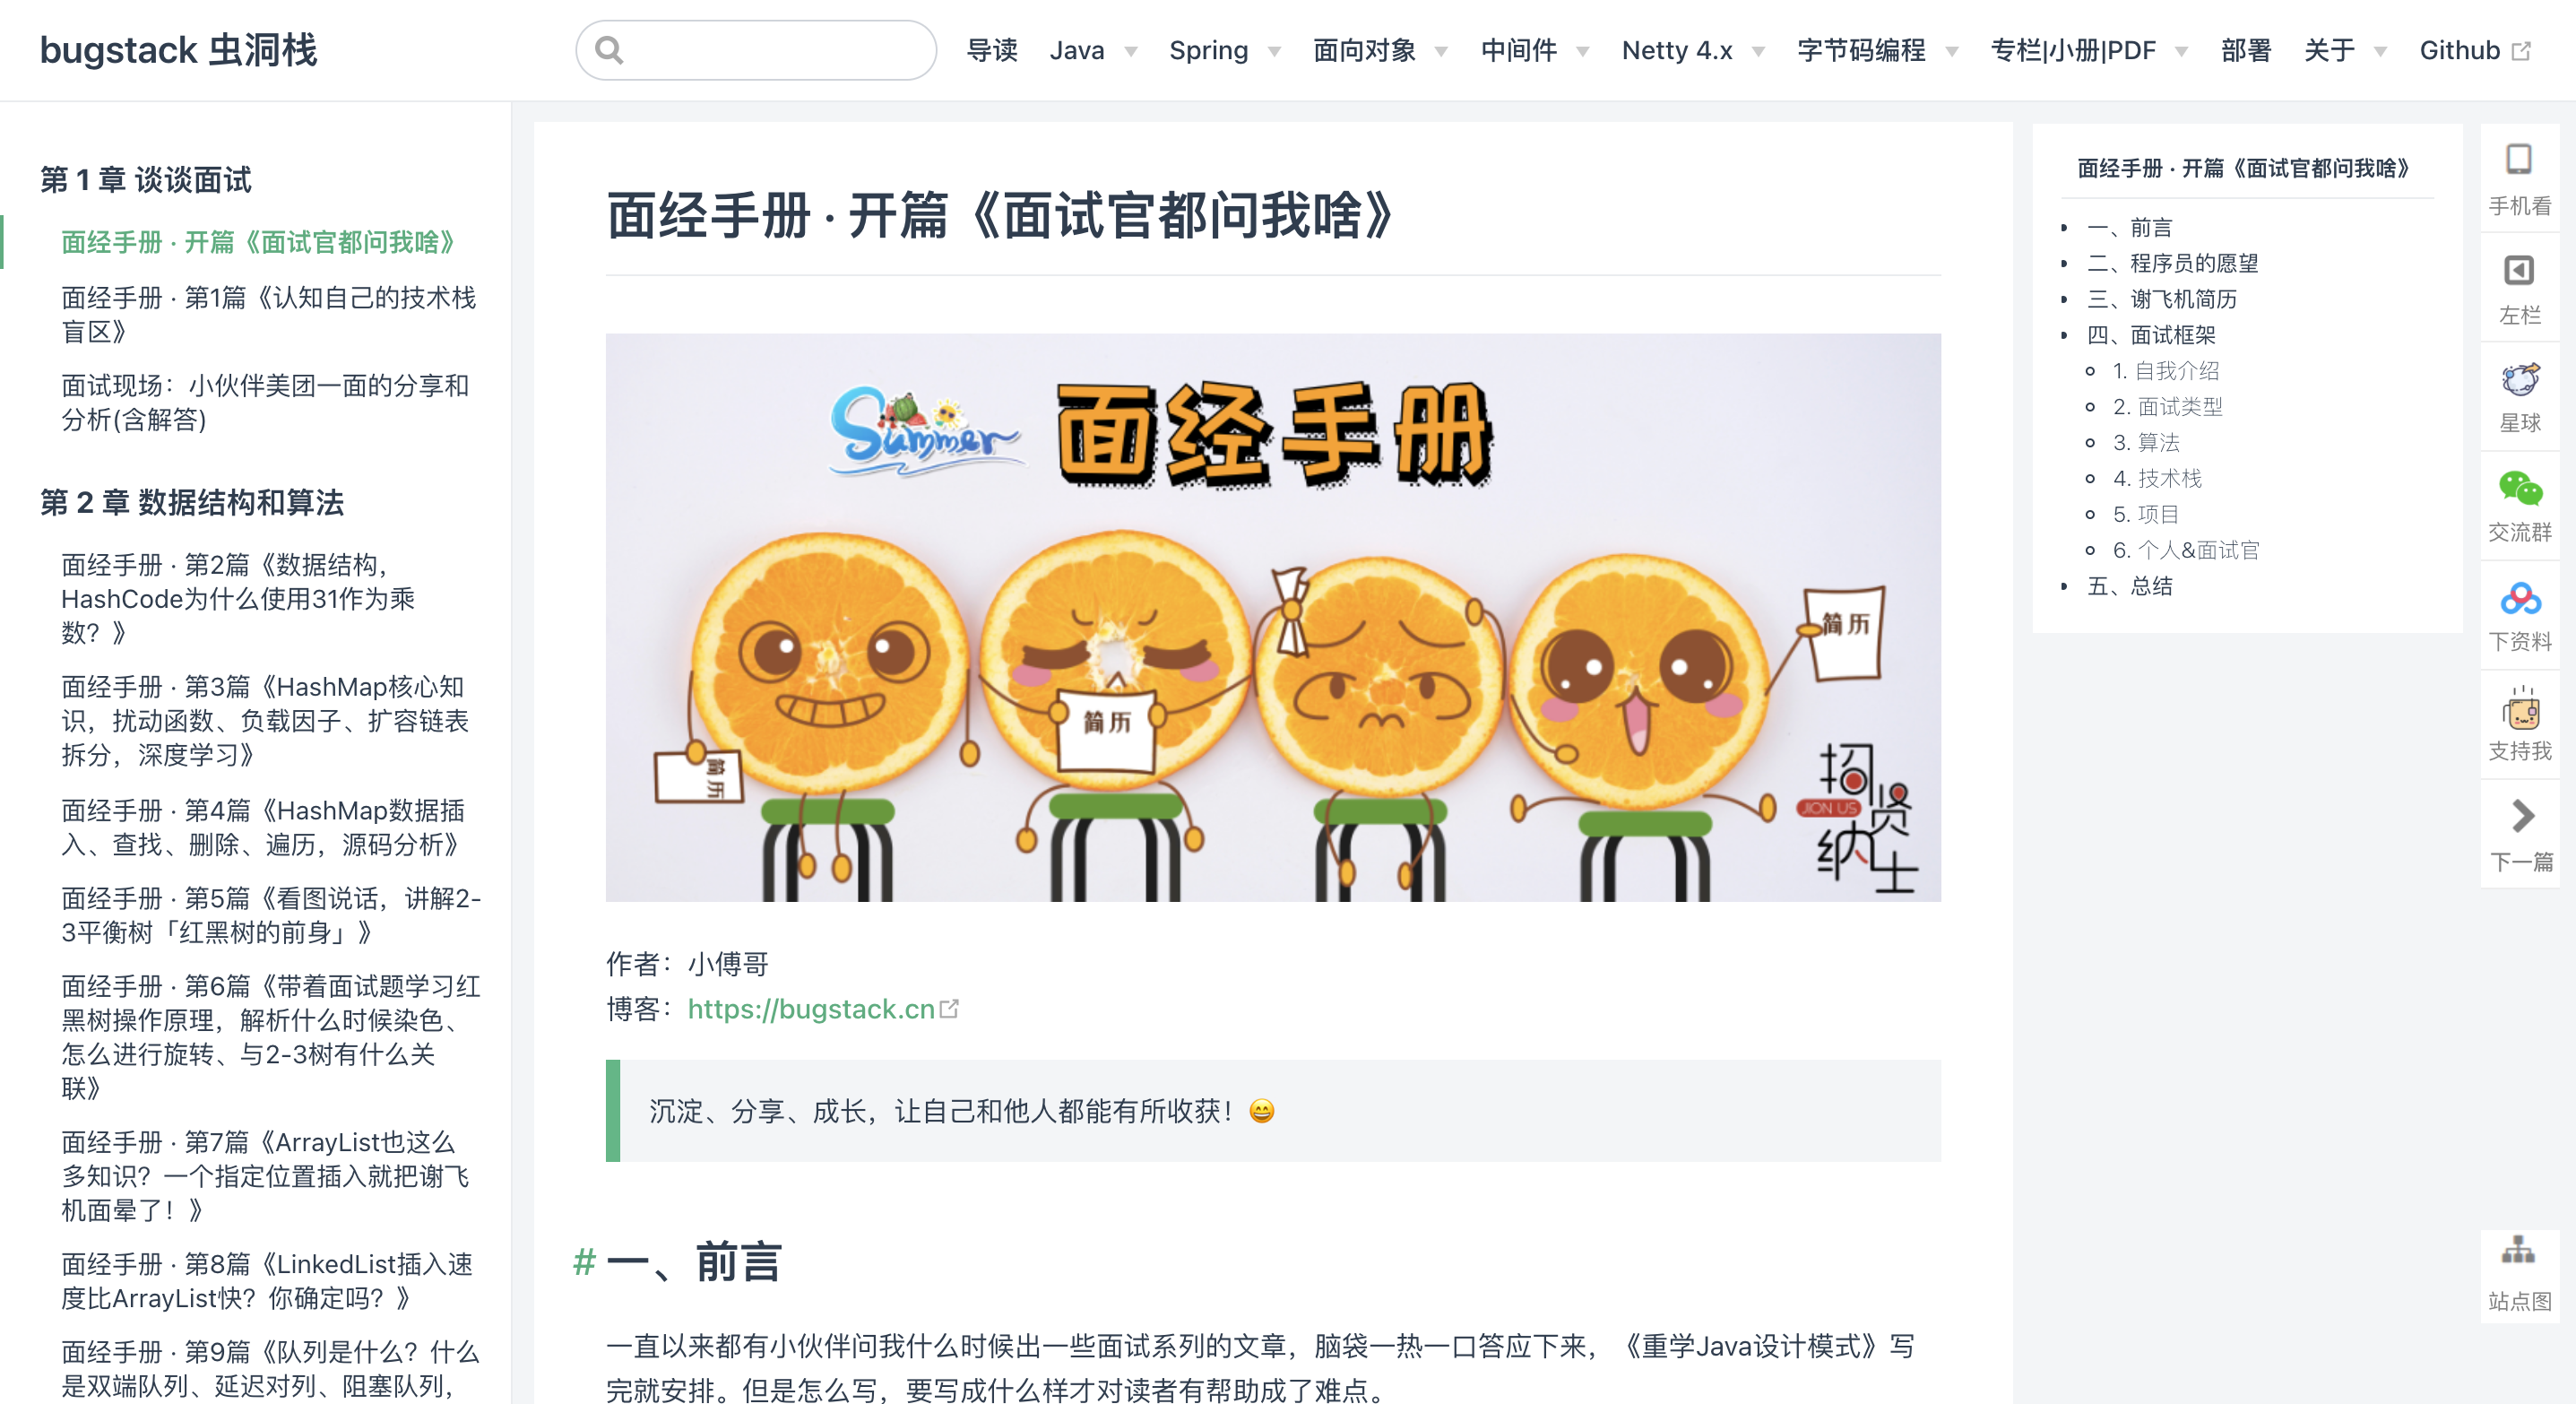 bugstack 虫洞栈
导读 Java Spring 面向对象 中间件 Netty 4.x 字节码编程 专栏|小册|PDF 部署 关于 Github
第 1 章 谈谈面试
面经手册 · 开篇《面试官都问我啥》
面经手册 · 第1篇《认知自己的技术栈
盲区》
面试现场：小伙伴美团一面的分享和
分析(含解答)
第 2 章 数据结构和算法
面经手册 · 第2篇《数据结构，
HashCode为什么使用31作为乘
数？》
面经手册 · 第3篇《HashMap核心知
识，扰动函数、负载因子、扩容链表
拆分，深度学习》
面经手册 · 第4篇《HashMap数据插
入、查找、删除、遍历，源码分析》
面经手册 · 第5篇《看图说话，讲解2-
3平衡树「红黑树的前身」》
面经手册 · 第6篇《带着面试题学习红
黑树操作原理，解析什么时候染色、
怎么进行旋转、与2-3树有什么关
联》
面经手册 · 第7篇《ArrayList也这么
多知识？一个指定位置插入就把谢飞
机面晕了！》
面经手册 · 第8篇《LinkedList插入速
度比ArrayList快？你确定吗？》
面经手册 · 第9篇《队列是什么？什么
是双端队列、延迟对列、阻塞队列，
面经手册 · 开篇《面试官都问我啥》
Summer 面经手册
简历
简历
简历
招贤纳士
JION US
作者：小傅哥
博客：https://bugstack.cn
沉淀、分享、成长，让自己和他人都能有所收获！😄
# 一、前言
一直以来都有小伙伴问我什么时候出一些面试系列的文章，脑袋一热一口答应下来，《重学Java设计模式》写
完就安排。但是怎么写，要写成什么样才对读者有帮助成了难点。
面经手册 · 开篇《面试官都问我啥》
一、前言
二、程序员的愿望
三、谢飞机简历
四、面试框架
1. 自我介绍
2. 面试类型
3. 算法
4. 技术栈
5. 项目
6. 个人&面试官
五、总结
手机看
左栏
星球
交流群
下资料
支持我
下一篇
站点图